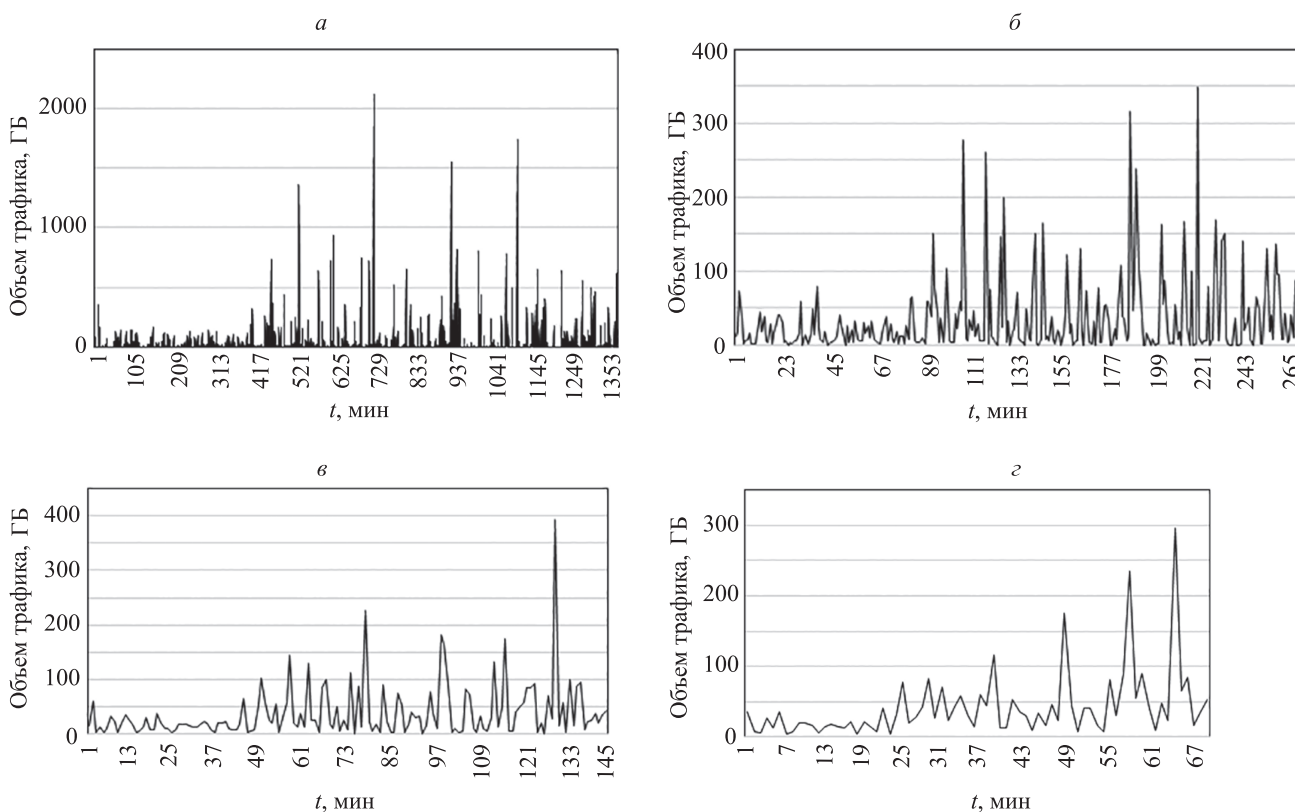 а
Объем трафика, ГБ
2000
1000
0
1 105 209 313 417 521 625 729 833 937 1041 1145 1249 1353
t, мин
б
Объем трафика, ГБ
400
300
200
100
0
1 23 45 67 89 111 133 155 177 199 221 243 265
t, мин
в
Объем трафика, ГБ
400
300
200
100
0
1 13 25 37 49 61 73 85 97 109 121 133 145
t, мин
г
Объем трафика, ГБ
300
200
100
0
1 7 13 19 25 31 37 43 49 55 61 67
t, мин